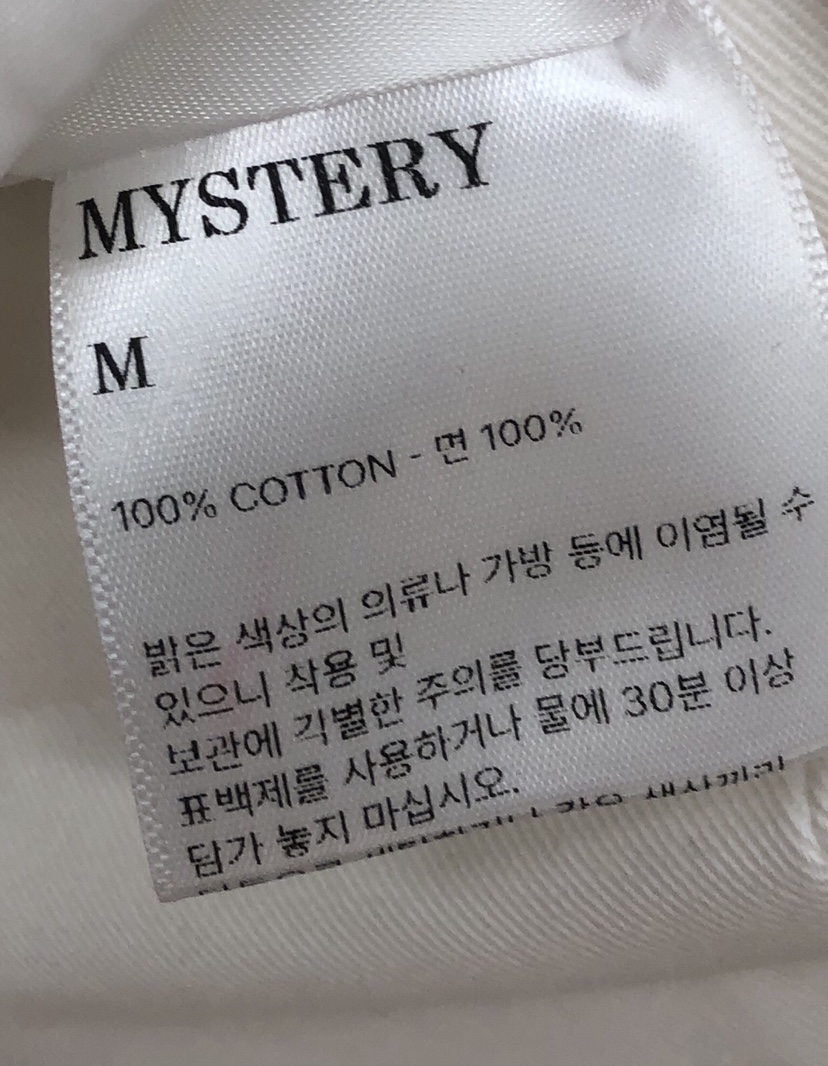 MYSTERY
M
100% COTTON - 면 100%
밝은 색상의 의류나 가방 등에 이염될 수
있으니 착용 및
보관에 각별한 주의를 당부드립니다.
표백제를 사용하거나 물에 30분 이상
담가 놓지 마십시오.